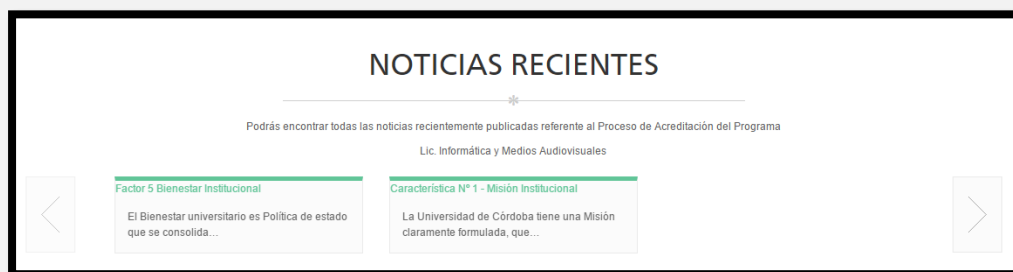 NOTICIAS RECIENTES
Podrás encontrar todas las noticias recientemente publicadas referente al Proceso de Acreditación del Programa
Lic. Informática y Medios Audiovisuales
Factor 5 Bienestar Institucional
El Bienestar universitario es Política de estado
que se consolida...
Característica Nº 1 - Misión Institucional
La Universidad de Córdoba tiene una Misión
claramente formulada, que...